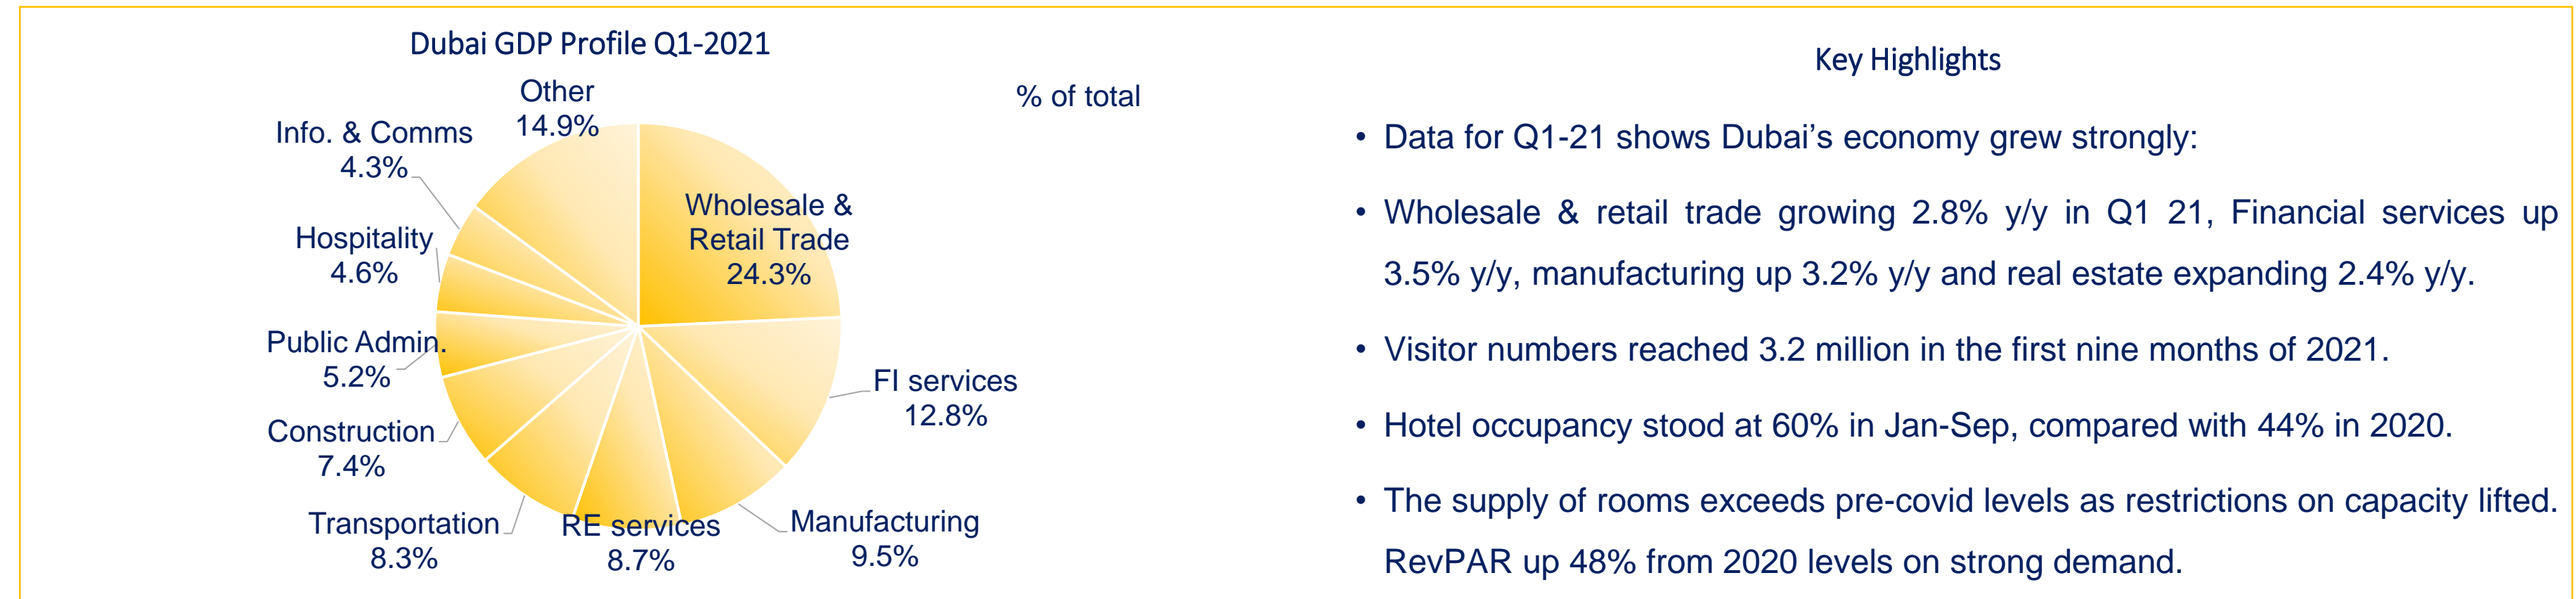 Dubai GDP Profile Q1-2021
% of total
Other
14.9%
Info. & Comms
4.3%
Wholesale &
Retail Trade
24.3%
Hospitality
4.6%
Public Admin.
5.2%
FI services
12.8%
Construction
7.4%
Transportation
8.3%
RE services
8.7%
Manufacturing
9.5%
Key Highlights
• Data for Q1-21 shows Dubai’s economy grew strongly:
• Wholesale & retail trade growing 2.8% y/y in Q1 21, Financial services up
3.5% y/y, manufacturing up 3.2% y/y and real estate expanding 2.4% y/y.
• Visitor numbers reached 3.2 million in the first nine months of 2021.
• Hotel occupancy stood at 60% in Jan-Sep, compared with 44% in 2020.
• The supply of rooms exceeds pre-covid levels as restrictions on capacity lifted.
RevPAR up 48% from 2020 levels on strong demand.